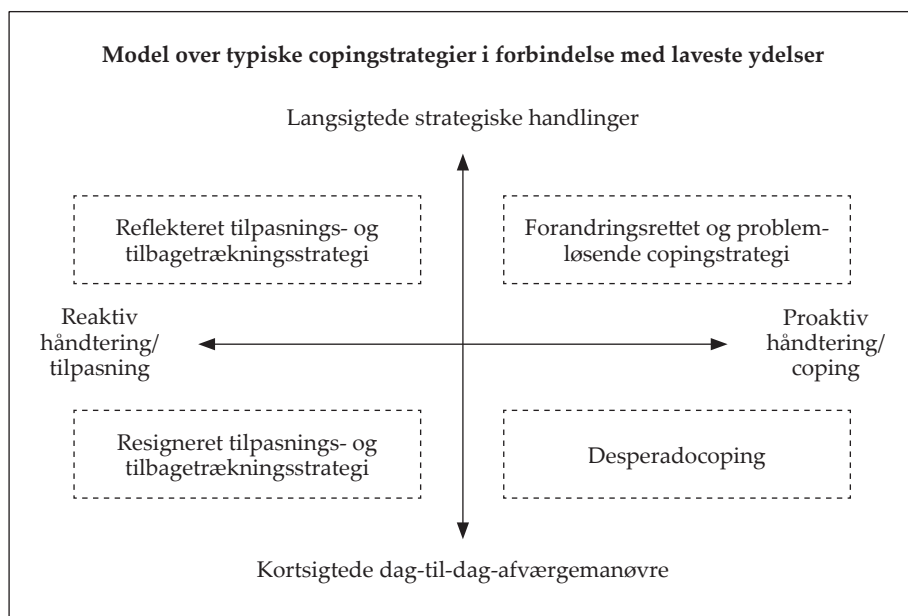 Model over typiske copingstrategier i forbindelse med laveste ydelser
Langsigtede strategiske handlinger
Reflekteret tilpasnings- og
tilbagetrækningsstrategi
Forandringsrettet og problem-
løsende copingstrategi
Reaktiv
håndtering/
tilpasning
Proaktiv
håndtering/
coping
Resigneret tilpasnings- og
tilbagetrækningsstrategi
Desperadocoping
Kortsigtede dag-til-dag-afværgemanøvre